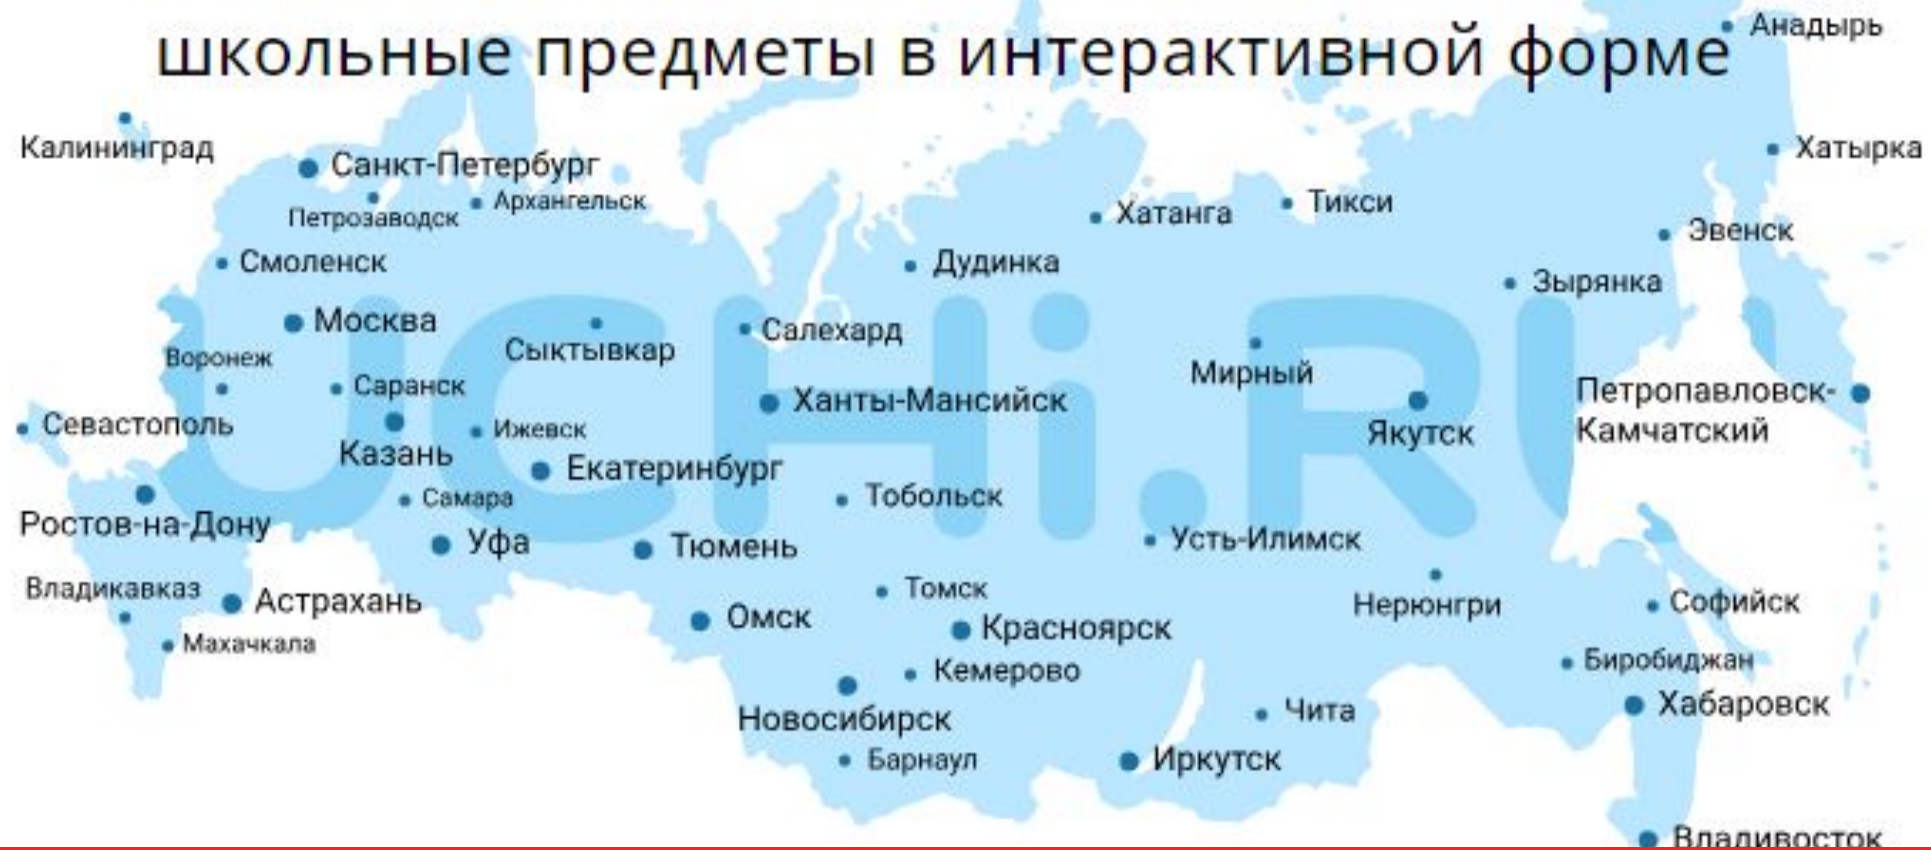 школьные предметы в интерактивной форме
Анадырь
Калининград
Хатырка
Санкт-Петербург
Петрозаводск
Архангельск
Хатанга
Тикси
Эвенск
Смоленск
Дудинка
Зырянка
Москва
Сыктывкар
Салехард
Воронеж
Саранск
Мирный
Ханты-Мансийск
Петропавловск-
Камчатский
Севастополь
Казань
Ижевск
Якутск
Екатеринбург
UCHi.RU
Самара
Тобольск
Ростов-на-Дону
Уфа
Тюмень
Усть-Илимск
Владикавказ
Астрахань
Томск
Нерюнгри
Софийск
Омск
Красноярск
Махачкала
Кемерово
Биробиджан
Новосибирск
Чита
Хабаровск
Барнаул
Иркутск
Владивосток